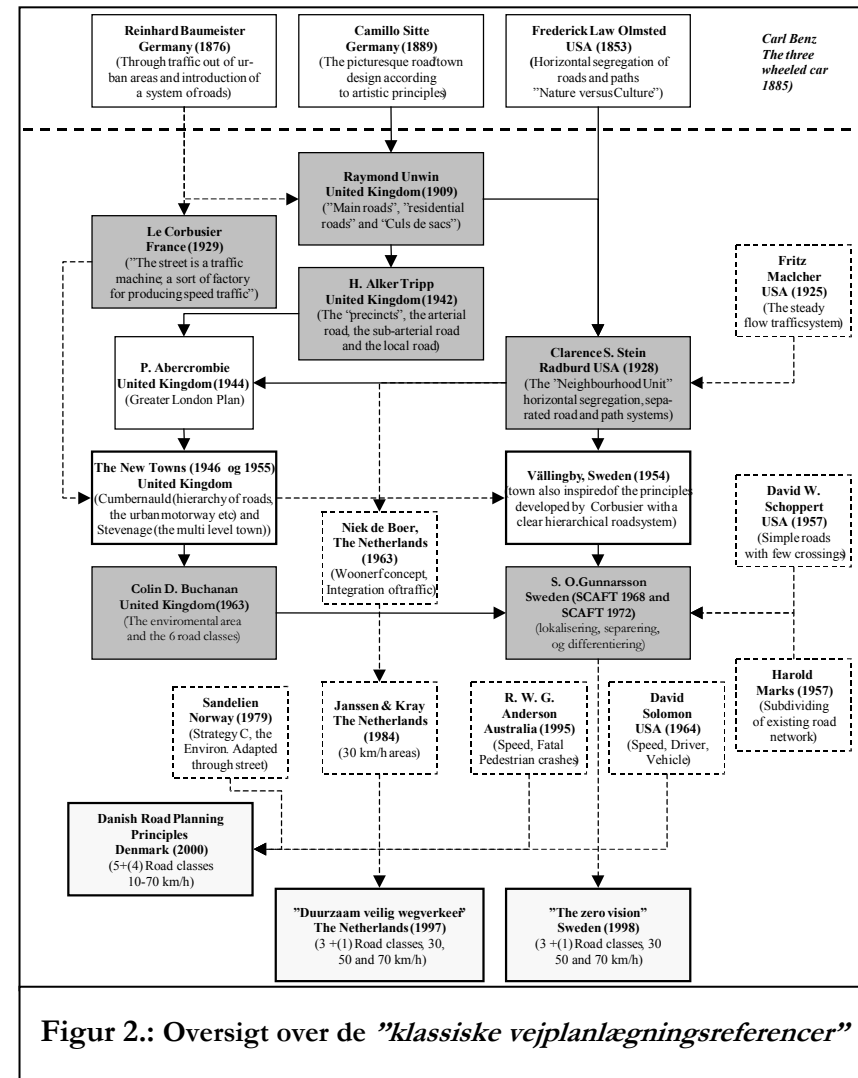 Reinhard Baumeister
Germany (1876)
(Through traffic out of ur-
ban areas and introduction of
a system of roads)
Camillo Sitte
Germany (1889)
(The picturesque road town
design according
to artistic principles)
Frederick Law Olmsted
USA (1853)
(Horizontal segregation of
roads and paths
”Nature versus Culture”)
Carl Benz
The three
wheeled car
1885)
Raymond Unwin
United Kingdom (1909)
(”Main roads”, ”residential
roads” and “Culs de sacs”)
Le Corbusier
France (1929)
(”The street is a traffic
machine; a sort of factory
for producing speed traffic”)
H. Alker Tripp
United Kingdom (1942)
(The “precincts”, the arterial
road, the sub-arterial road
and the local road)
Fritz
Maclcher
USA (1925)
(The steady
flow trafficsystem)
P. Abercrombie
United Kingdom (1944)
(Greater London Plan)
Clarence S. Stein
Radburd USA (1928)
(The ”Neighbourhood Unit”
horizontal segregation, sepa-
rated road and path systems)
The New Towns (1946 og 1955)
United Kingdom
(Cumbernauld (hierarchy of roads,
the urban motorway etc) and
Stevenage (the multi level town))
Niek de Boer,
The Netherlands
(1963)
(Woonerf concept,
Integration of traffic)
Vällingby, Sweden (1954)
(town also inspired of the principles
developed by Corbusier with a
clear hierarchical roadsystem)
David W.
Schoppert
USA (1957)
(Simple roads
with few crossings)
Colin D. Buchanan
United Kingdom (1963)
(The enviromental area
and the 6 road classes)
S. O.Gunnarsson
Sweden (SCAFT 1968 and
SCAFT 1972)
(lokalisering, separering,
og differentiering)
Sandelien
Norway (1979)
(Strategy C, the
Environ. Adapted
through street)
Janssen & Kray
The Netherlands
(1984)
(30 km/h areas)
R. W. G.
Anderson
Australia (1995)
(Speed, Fatal
Pedestrian crashes)
David
Solomon
USA (1964)
(Speed, Driver,
Vehicle)
Harold
Marks (1957)
(Subdividing
of existing road
network)
Danish Road Planning
Principles
Denmark (2000)
(5+(4) Road classes
10-70 km/h)
”Duurzaam veilig wegverkeer”
The Netherlands (1997)
(3 +(1) Road classes, 30,
50 and 70 km/h)
”The zero vision”
Sweden (1998)
(3 +(1) Road classes, 30
50 and 70 km/h)
Figur 2.: Oversigt over de ”klassiske vejplanlægningsreferencer”